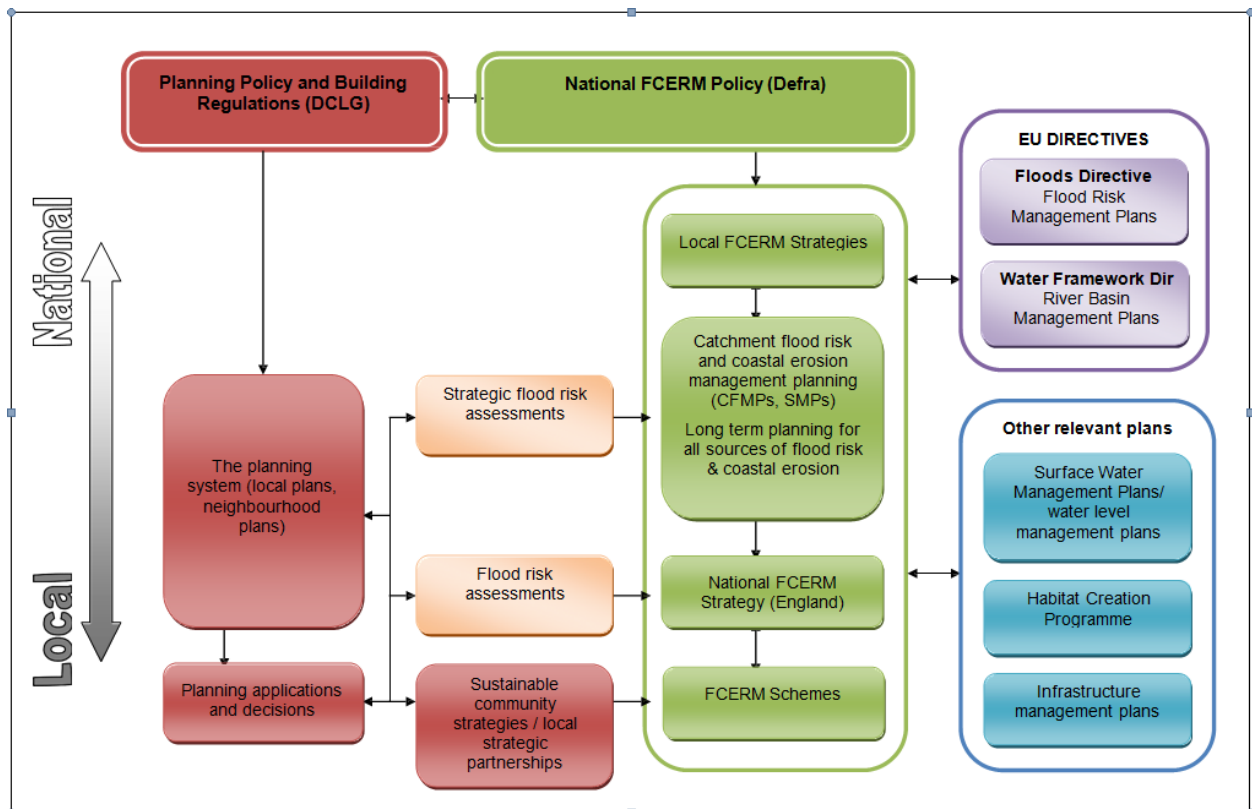 Planning Policy and Building
Regulations (DCLG)
National FCERM Policy (Defra)
EU DIRECTIVES
Floods Directive
Flood Risk
Management Plans
Water Framework Dir
River Basin
Management Plans
National
Local
Local FCERM Strategies
Catchment flood risk
and coastal erosion
management planning
(CFMPs, SMPs)
Long term planning for
all sources of flood risk
& coastal erosion
Strategic flood risk
assessments
The planning
system (local plans,
neighbourhood
plans)
Flood risk
assessments
National FCERM
Strategy (England)
Planning applications
and decisions
Sustainable
community
strategies / local
strategic
partnerships
FCERM Schemes
Other relevant plans
Surface Water
Management Plans/
water level
management plans
Habitat Creation
Programme
Infrastructure
management plans